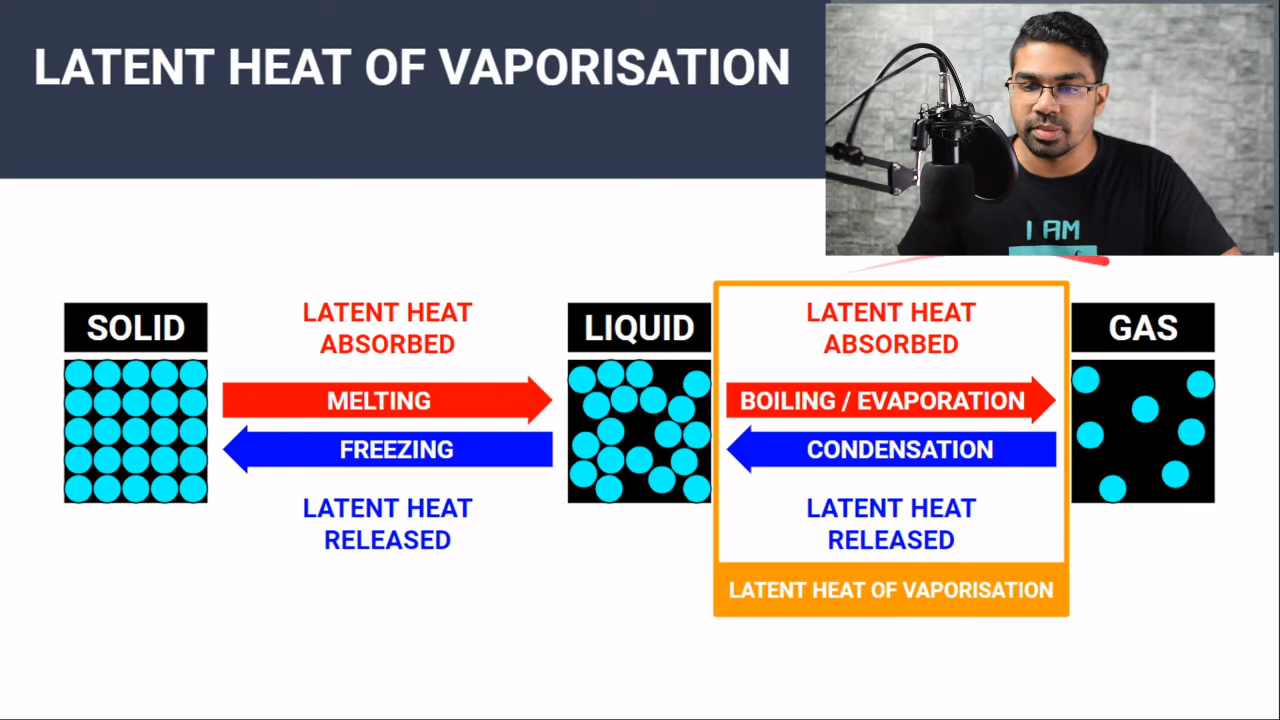 LATENT HEAT OF VAPORISATION
I AM
SOLID
LATENT HEAT
ABSORBED
MELTING
FREEZING
LATENT HEAT
RELEASED
LIQUID
LATENT HEAT
ABSORBED
BOILING / EVAPORATION
CONDENSATION
LATENT HEAT
RELEASED
LATENT HEAT OF VAPORISATION
GAS